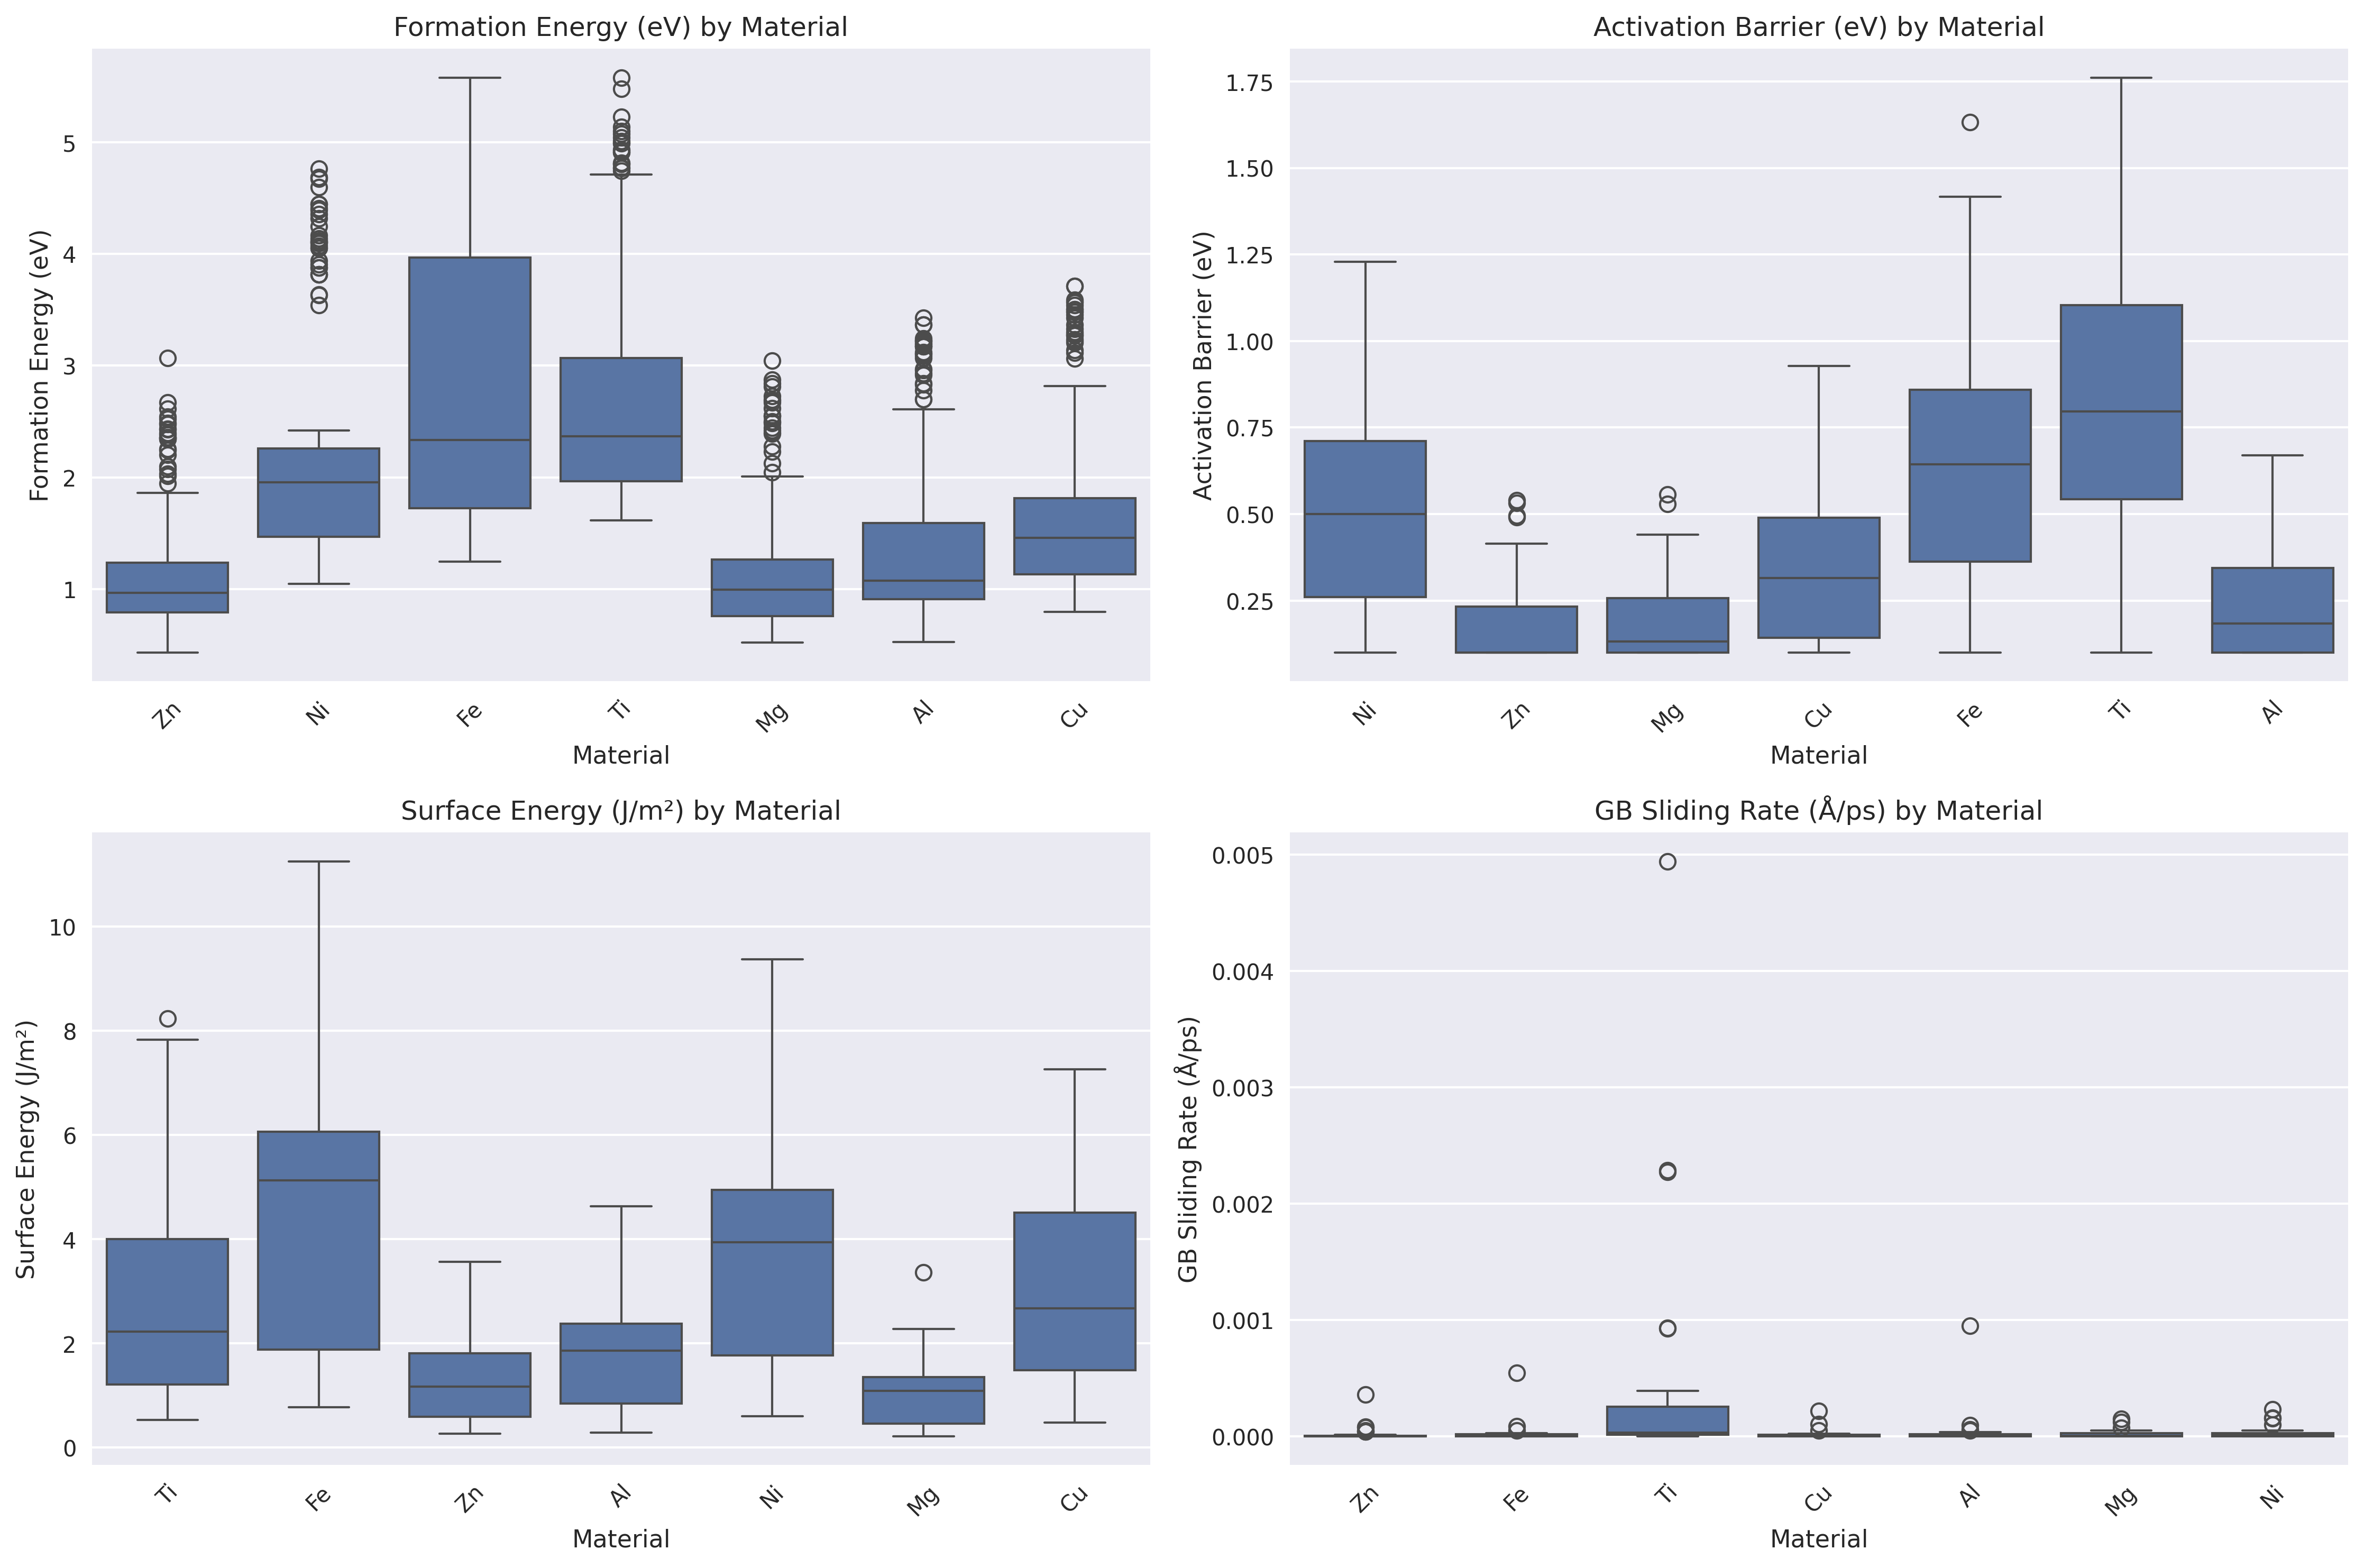 Formation Energy (eV) by Material
Formation Energy (eV)
5
4
3
2
1
Zn Ni Fe Ti Mg Al Cu
Material
Activation Barrier (eV) by Material
Activation Barrier (eV)
1.75
1.50
1.25
1.00
0.75
0.50
0.25
Ni Zn Mg Cu Fe Ti Al
Material
Surface Energy (J/m²) by Material
Surface Energy (J/m²)
10
8
6
4
2
0
Ti Fe Zn Al Ni Mg Cu
Material
GB Sliding Rate (Å/ps) by Material
GB Sliding Rate (Å/ps)
0.005
0.004
0.003
0.002
0.001
0.000
Zn Fe Ti Cu Al Mg Ni
Material